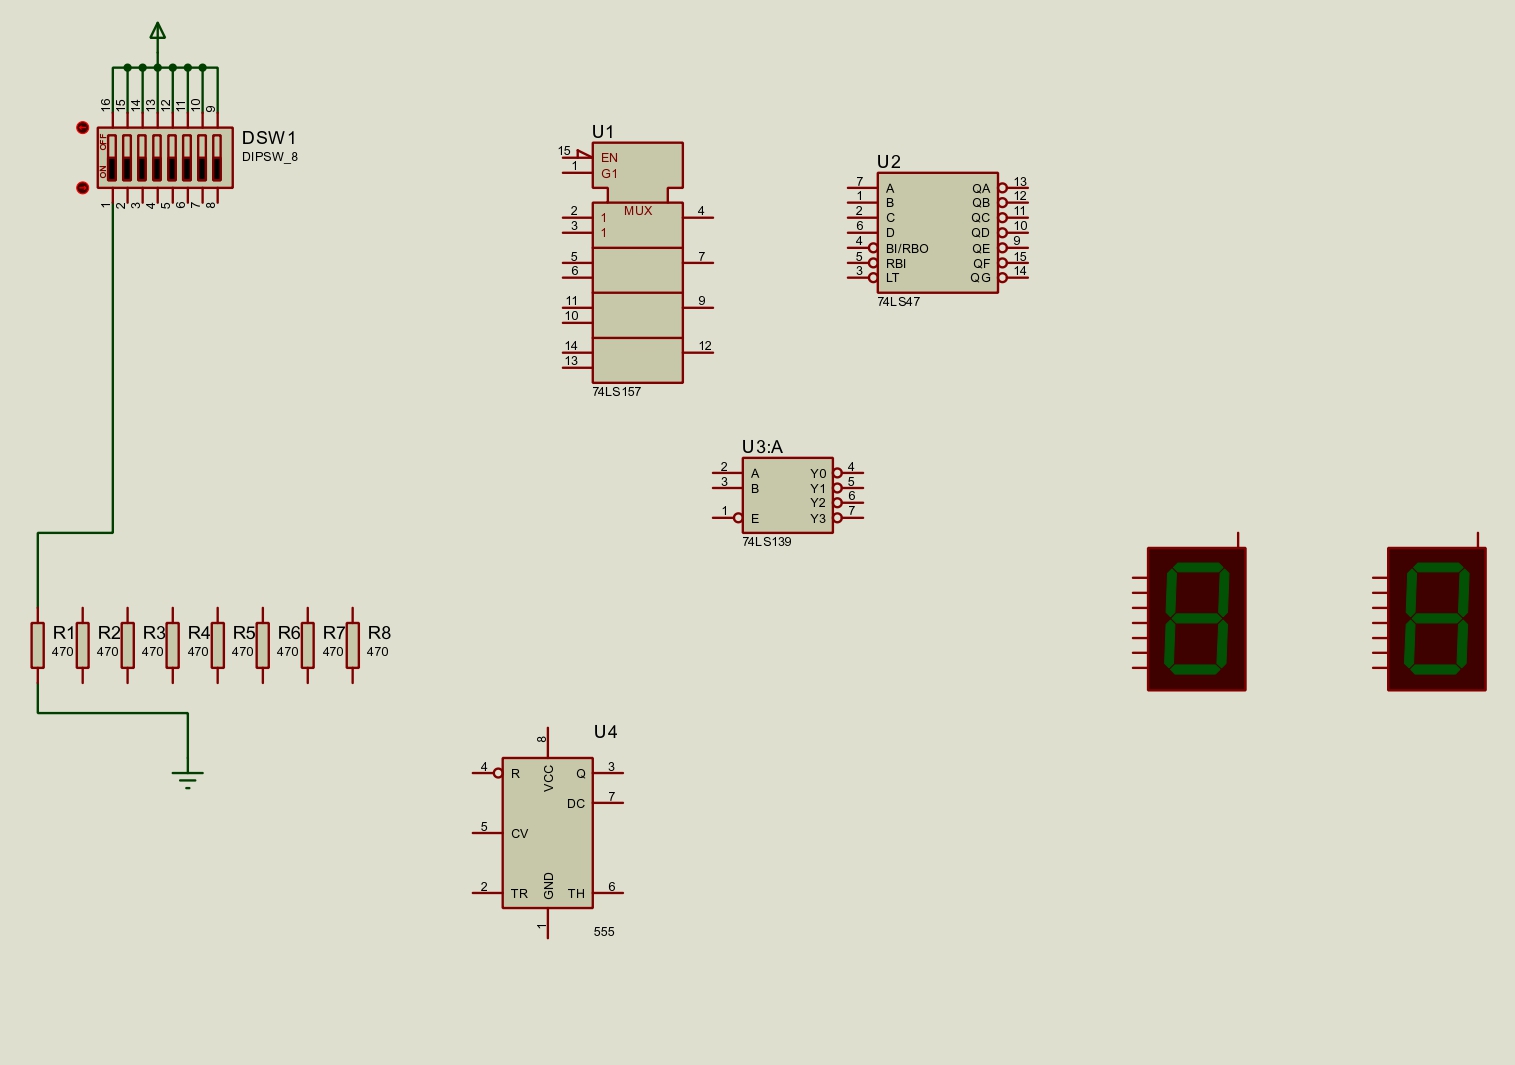 16 15 14 13 12 11 10 9
OFF
ON
DSW1
DIPSW_8
1 2 3 4 5 6 7 8
U1
15 EN
1 G1
MUX
2 1 4
3 1
5 7
6
11 9
10
14 12
13
74LS157
U2
7 A QA 13
1 B QB 12
2 C QC 11
6 D QD 10
4 BI/RBO QE 9
5 RBI QF 15
3 LT QG 14
74LS47
U3:A
2 A Y0 4
3 B Y1 5
Y2 6
1 E Y3 7
74LS139
R1 R2 R3 R4 R5 R6 R7 R8
470 470 470 470 470 470 470 470
U4
8
4 R VCC Q 3
DC 7
5 CV
2 TR GND TH 6
1
555